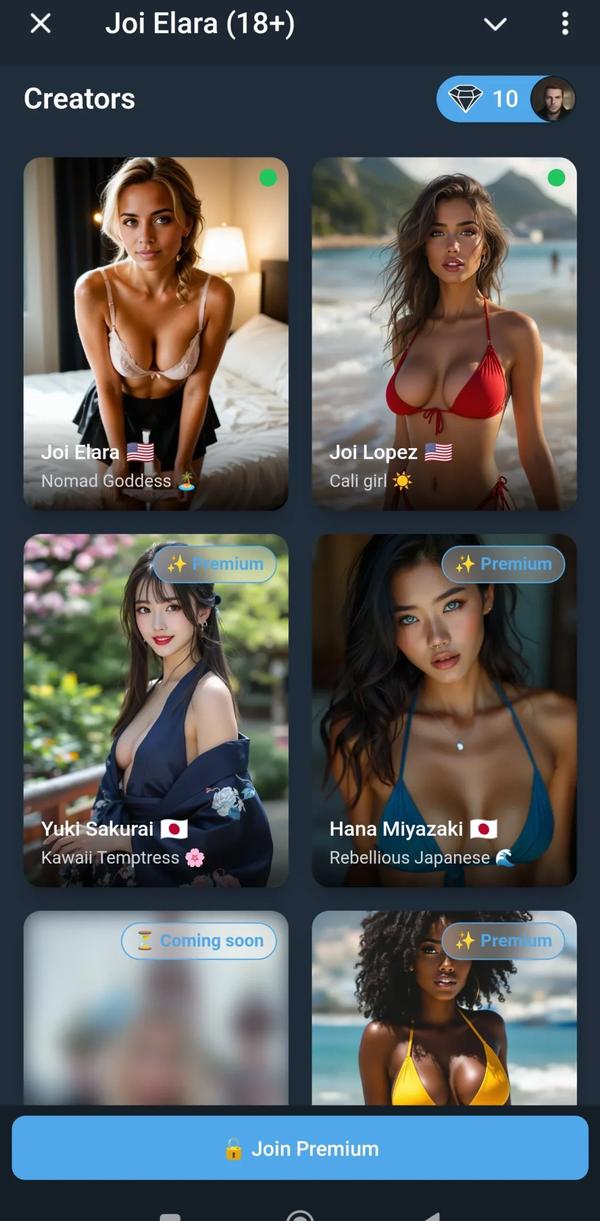 Joi Elara (18+)
Creators
10
Joi Elara 🇺🇸
Nomad Goddess 🏝️
Joi Lopez 🇺🇸
Cali girl ☀️
✨ Premium
Yuki Sakurai 🇯🇵
Kawaii Temptress 🌸
✨ Premium
Hana Miyazaki 🇯🇵
Rebellious Japanese 🌊
⏳ Coming soon
✨ Premium
🔓 Join Premium